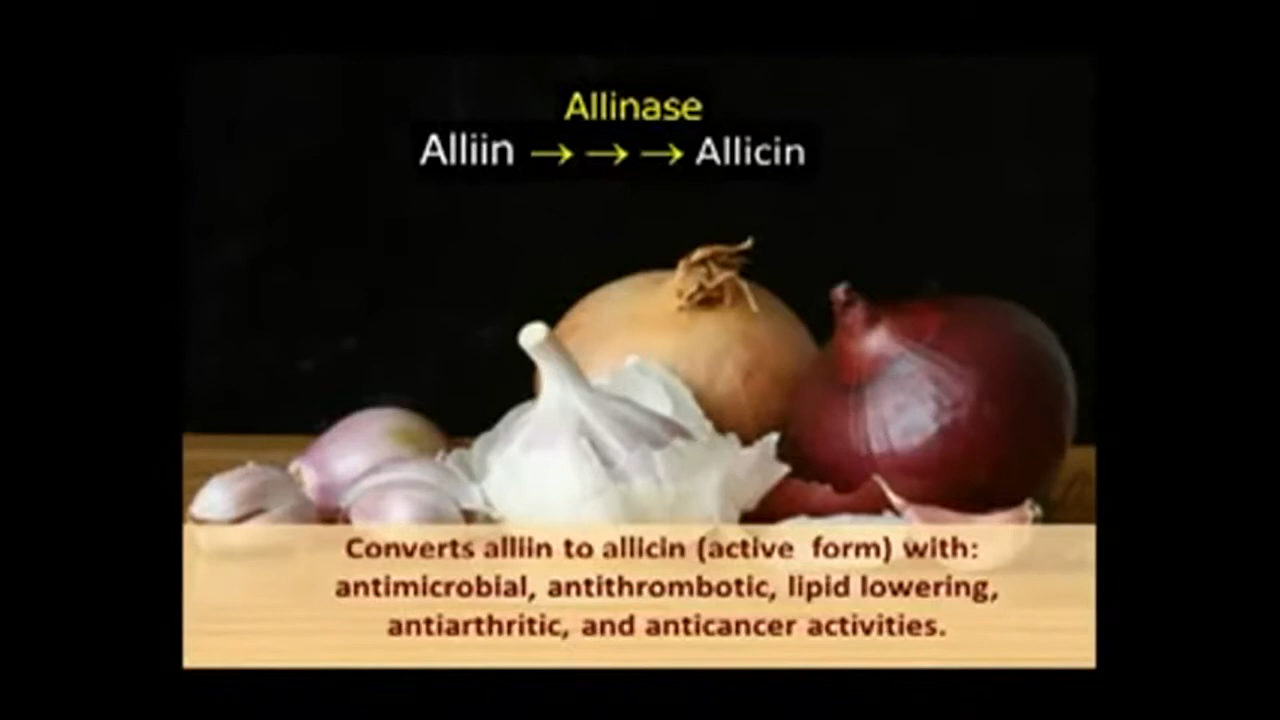 Allinase
Alliin → → → Allicin
Converts alliin to allicin (active form) with:
antimicrobial, antithrombotic, lipid lowering,
antiarthritic, and anticancer activities.